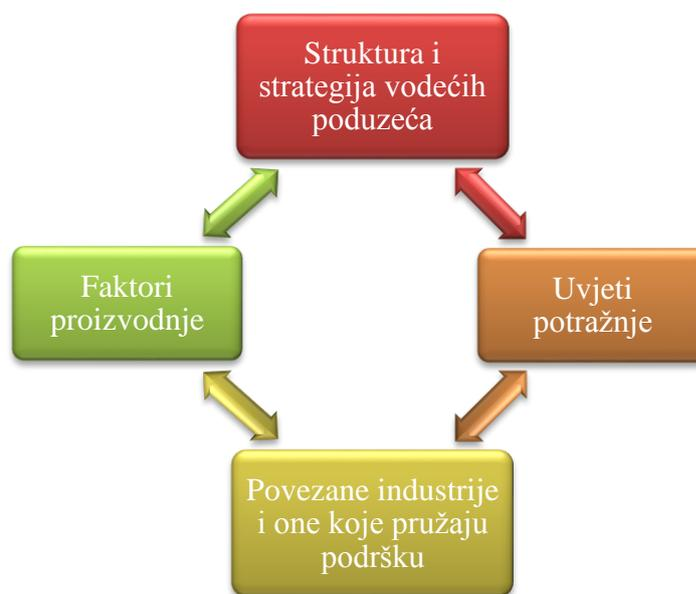 Struktura i
strategija vodećih
poduzeća
Faktori
proizvodnje
Uvjeti
potražnje
Povezane industrije
i one koje pružaju
podršku